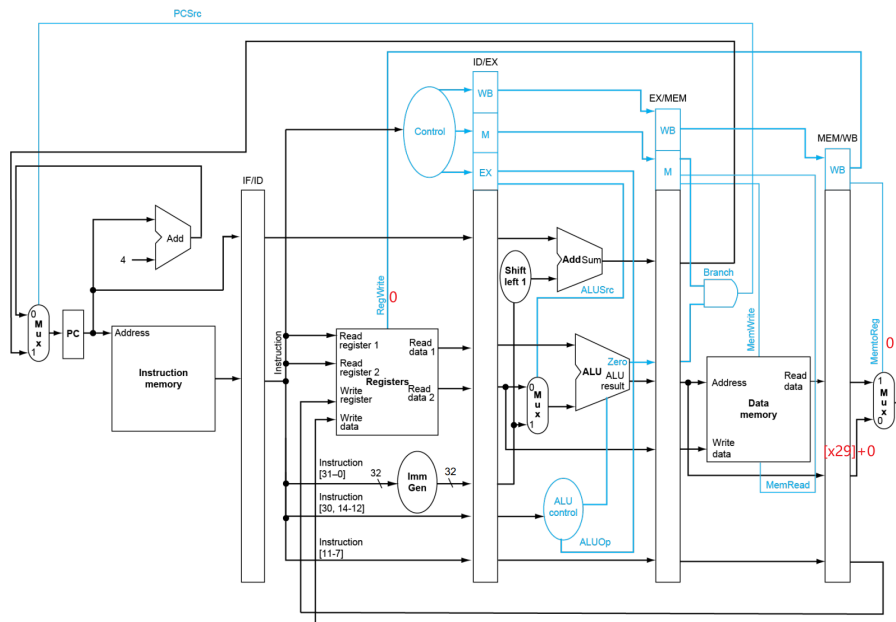 PCSrc
ID/EX
WB
EX/MEM
Control
M
WB
MEM/WB
EX
M
WB
IF/ID
Add
4
Shift
left 1
Add Sum
Branch
ALUSrc
RegWrite
0
MemWrite
MemtoReg
0
0
M
u
x
1
PC
Address
Instruction
memory
Instruction
Read
register 1
Read
register 2
Write
register
Write
data
Registers
Read
data 1
Read
data 2
0
M
u
x
1
Zero
ALU
ALU
result
Address
Read
data
Data
memory
Write
data
1
M
u
x
0
[x29]+0
MemRead
Instruction
[31–0]
32
Imm
Gen
32
Instruction
[30, 14-12]
ALU
control
ALUOp
Instruction
[11-7]